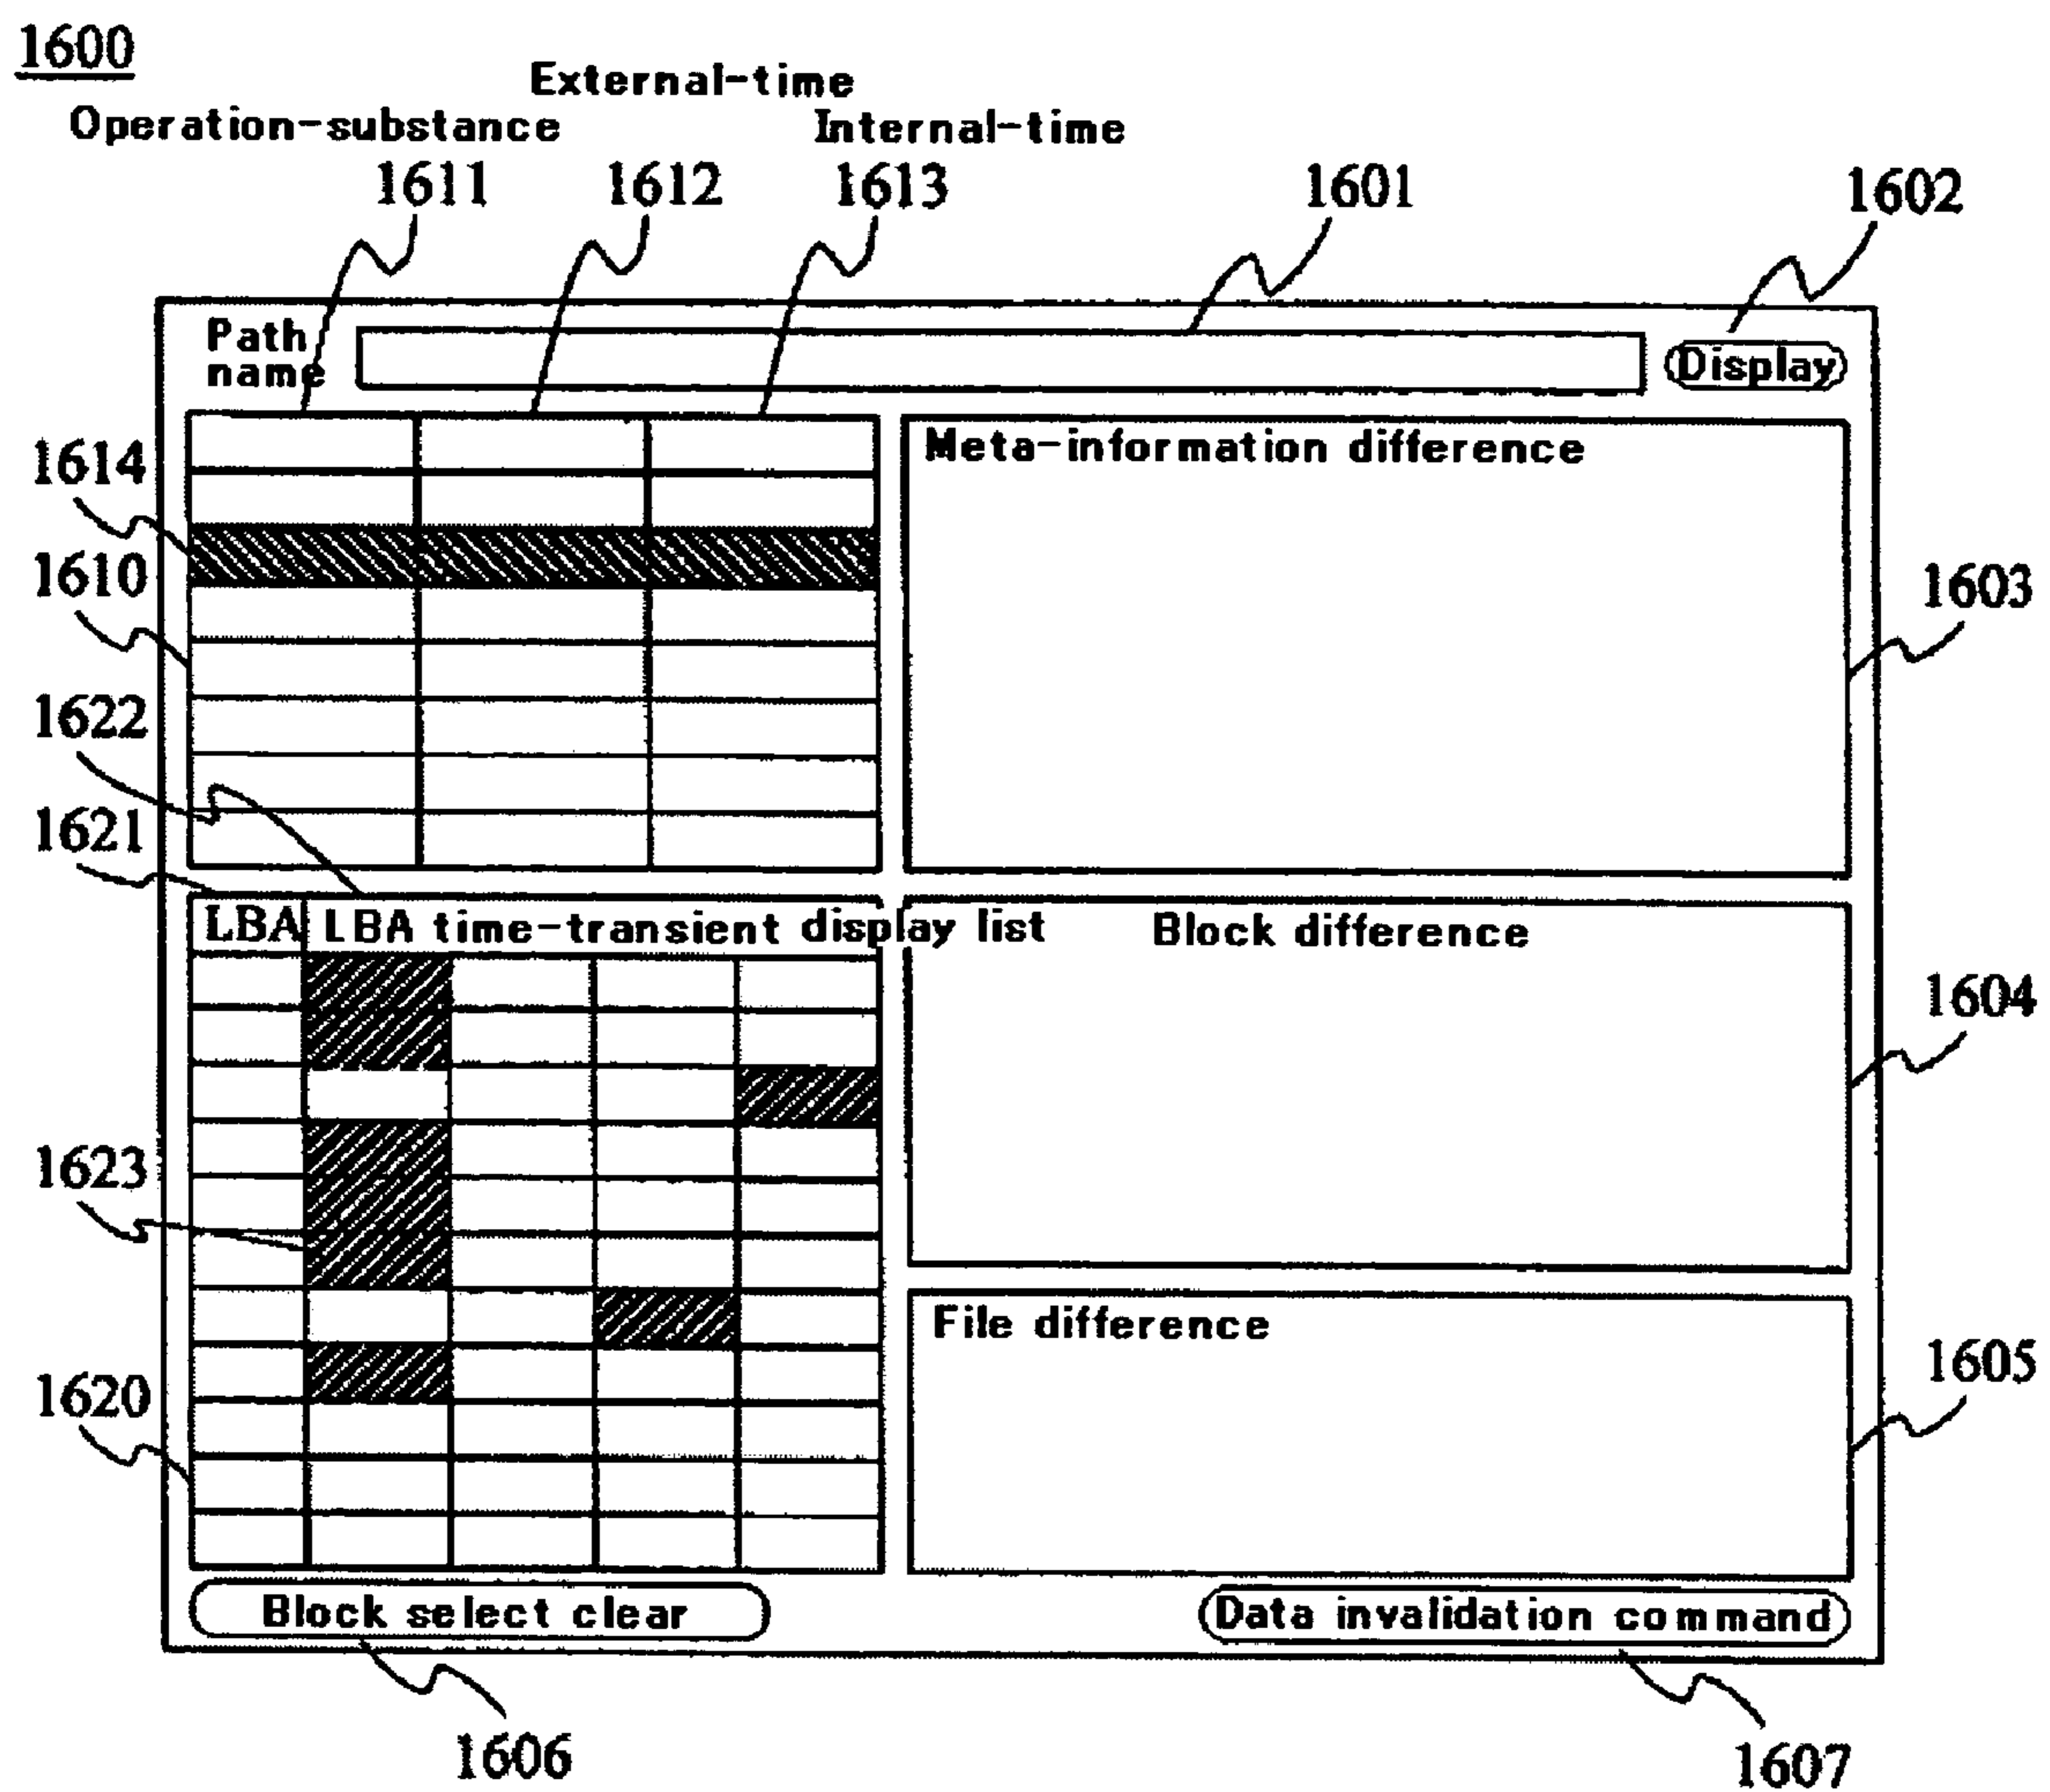 1600
External-time
Operation-substance
Internal-time
1611
1612
1613
1601
1602
Path
name
Display
1614
Meta-information difference
1610
1603
1622
1621
LBA
LBA time-transient display list
Block difference
1604
1623
File difference
1605
1620
Block select clear
Data invalidation command
1606
1607